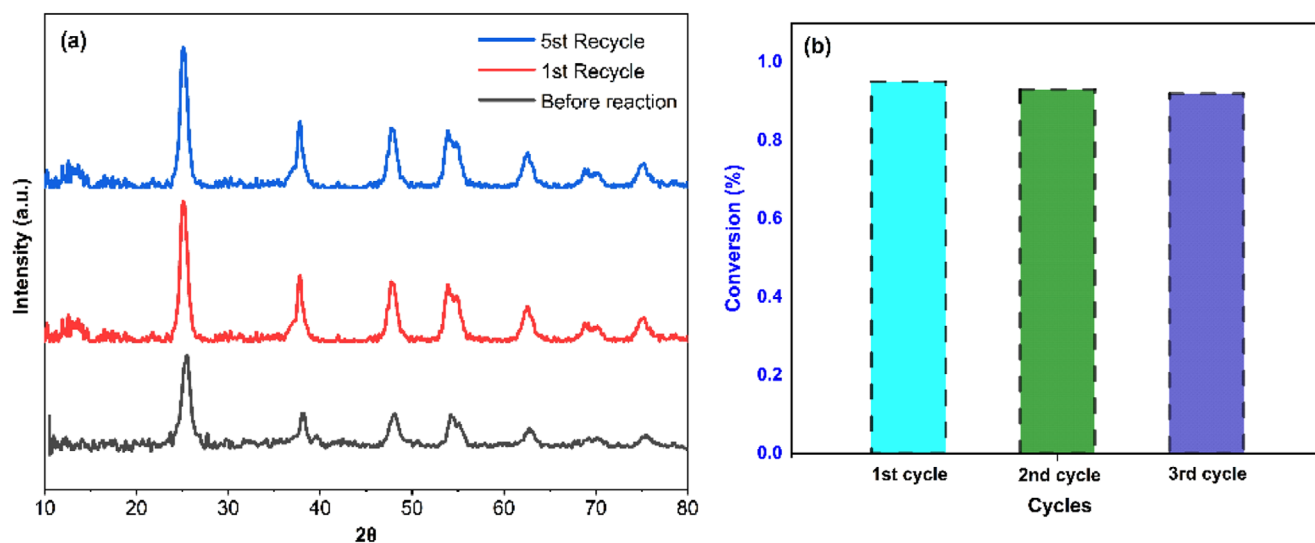 (a)
5st Recycle
1st Recycle
Before reaction
Intensity (a.u.)
10 20 30 40 50 60 70 80
2θ
(b)
1.0
0.8
0.6
0.4
0.2
0.0
Conversion (%)
1st cycle 2nd cycle 3rd cycle
Cycles